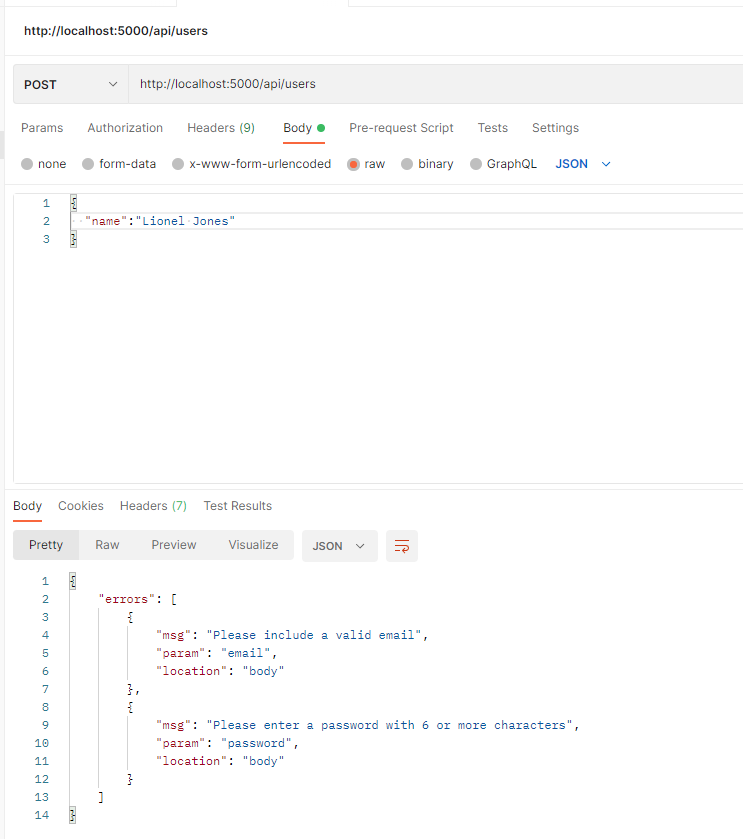 http://localhost:5000/api/users
POST http://localhost:5000/api/users
Params Authorization Headers (9) Body Pre-request Script Tests Settings
none form-data x-www-form-urlencoded raw binary GraphQL JSON
1 {
2 "name":"Lionel Jones"
3 }
Body Cookies Headers (7) Test Results
Pretty Raw Preview Visualize JSON
1 {
2 "errors": [
3 {
4 "msg": "Please include a valid email",
5 "param": "email",
6 "location": "body"
7 },
8 {
9 "msg": "Please enter a password with 6 or more characters",
10 "param": "password",
11 "location": "body"
12 }
13 ]
14 }